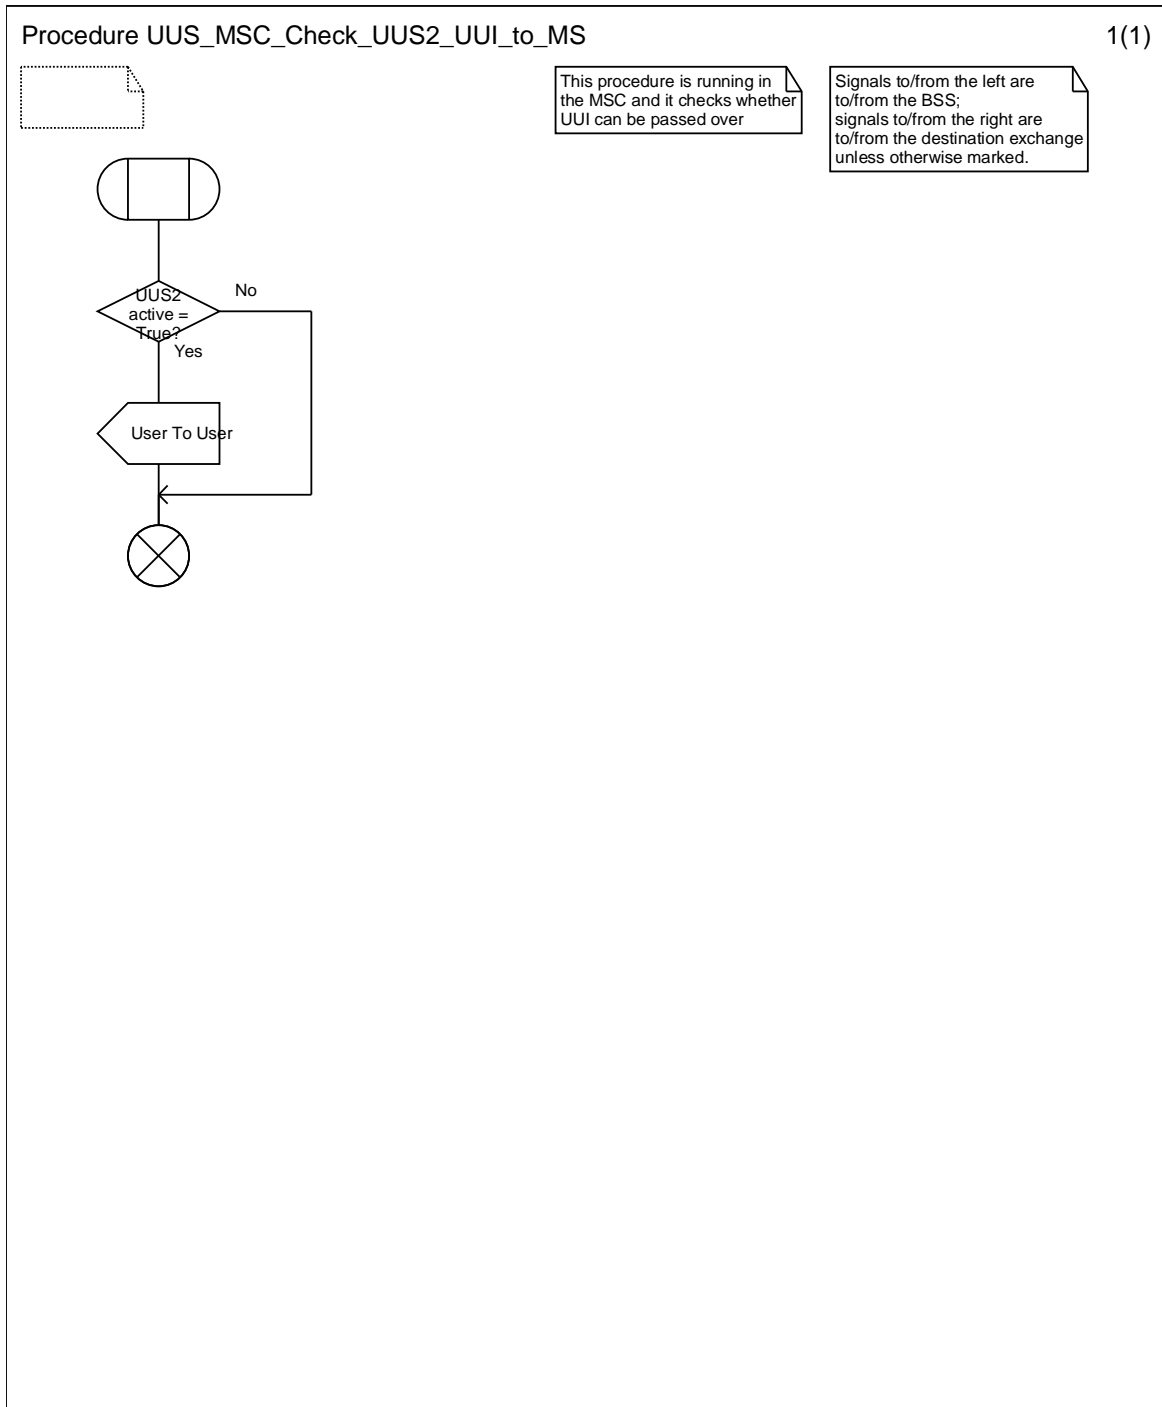 Procedure UUS_MSC_Check_UUS2_UUI_to_MS
1(1)
This procedure is running in
the MSC and it checks whether
UUI can be passed over
Signals to/from the left are
to/from the BSS;
signals to/from the right are
to/from the destination exchange
unless otherwise marked.
UUS2
active =
True?
No
Yes
User To User